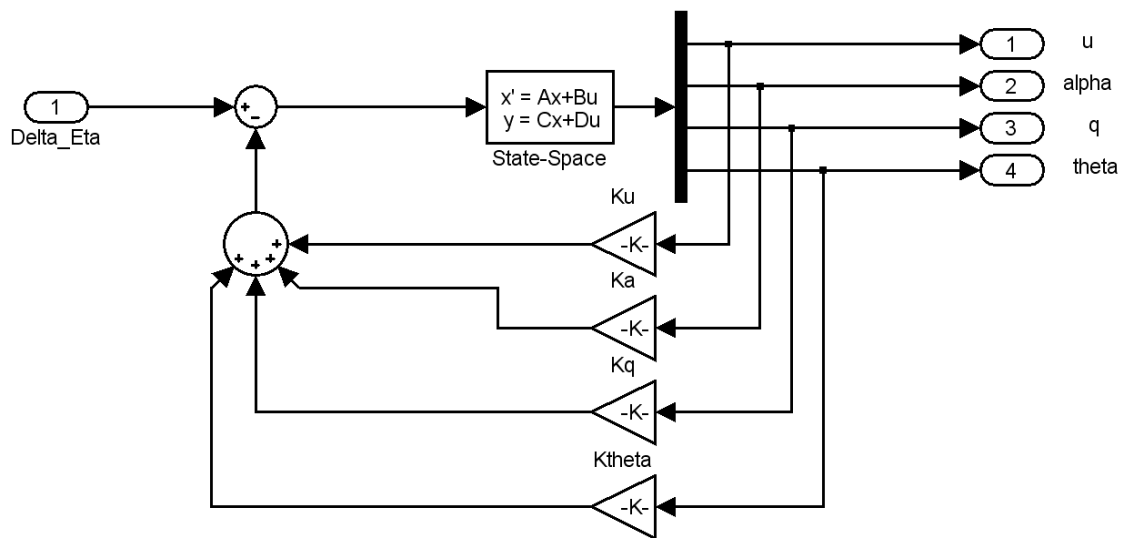 1
Delta_Eta
+
-
x' = Ax+Bu
y = Cx+Du
State-Space
1
u
2
alpha
3
q
4
theta
Ku
-K-
Ka
-K-
Kq
-K-
Ktheta
-K-
+
+
+
+